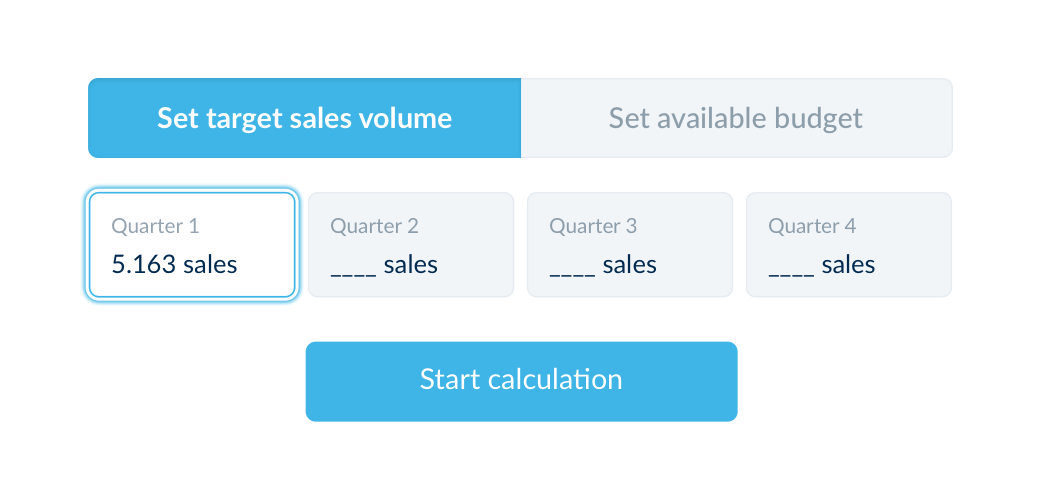 Set target sales volume
Set available budget
Quarter 1
5.163 sales
Quarter 2
____ sales
Quarter 3
____ sales
Quarter 4
____ sales
Start calculation